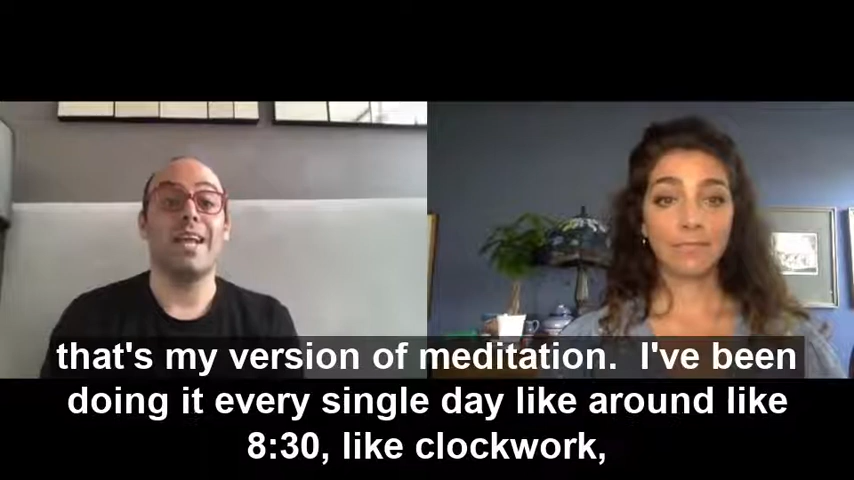 that's my version of meditation.  I've been
doing it every single day like around like
8:30, like clockwork,